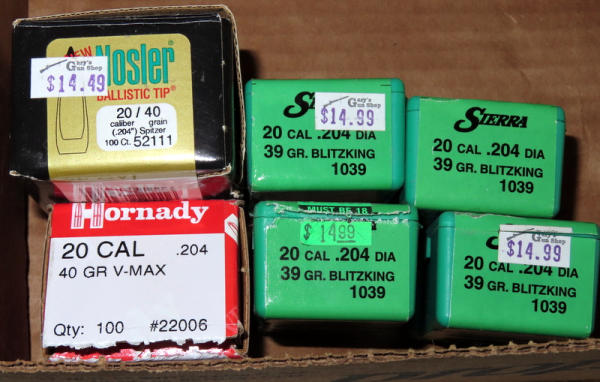 NEW
Nosler
BALLISTIC TIP
20 / 40
caliber grain
(.204") Spitzer
100 Ct. 52111
Gary's
Gun Shop
$14.49
Gary's
Gun Shop
$14.99
20 CAL .204 DIA
39 GR. BLITZKING
1039
SIERRA
20 CAL .204 DIA
39 GR. BLITZKING
1039
Hornady
20 CAL .204
40 GR V-MAX
Qty: 100 #22006
MUST BE 18
$ 14.99
20 CAL .204 DIA
39 GR. BLITZKING
1039
Gary's
Gun Shop
$14.99
20 CAL .204 DIA
39 GR. BLITZKING
1039